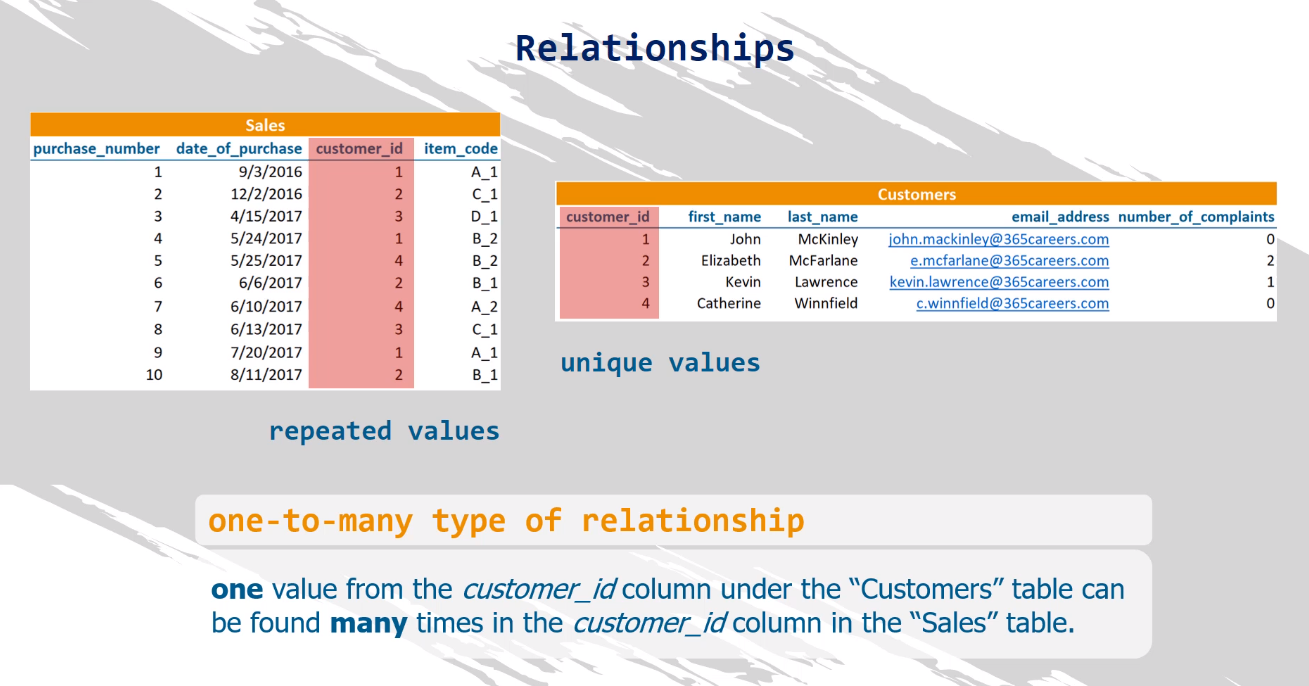 Relationships
Sales
purchase_number date_of_purchase customer_id item_code
1 9/3/2016 1 A_1
2 12/2/2016 2 C_1
3 4/15/2017 3 D_1
4 5/24/2017 1 B_2
5 5/25/2017 4 B_2
6 6/6/2017 2 B_1
7 6/10/2017 4 A_2
8 6/13/2017 3 C_1
9 7/20/2017 1 A_1
10 8/11/2017 2 B_1
repeated values
Customers
customer_id first_name last_name email_address number_of_complaints
1 John McKinley john.mackinley@365careers.com 0
2 Elizabeth McFarlane e.mcfarlane@365careers.com 2
3 Kevin Lawrence kevin.lawrence@365careers.com 1
4 Catherine Winnfield c.winnfield@365careers.com 0
unique values
one-to-many type of relationship
one value from the customer_id column under the “Customers” table can
be found many times in the customer_id column in the “Sales” table.